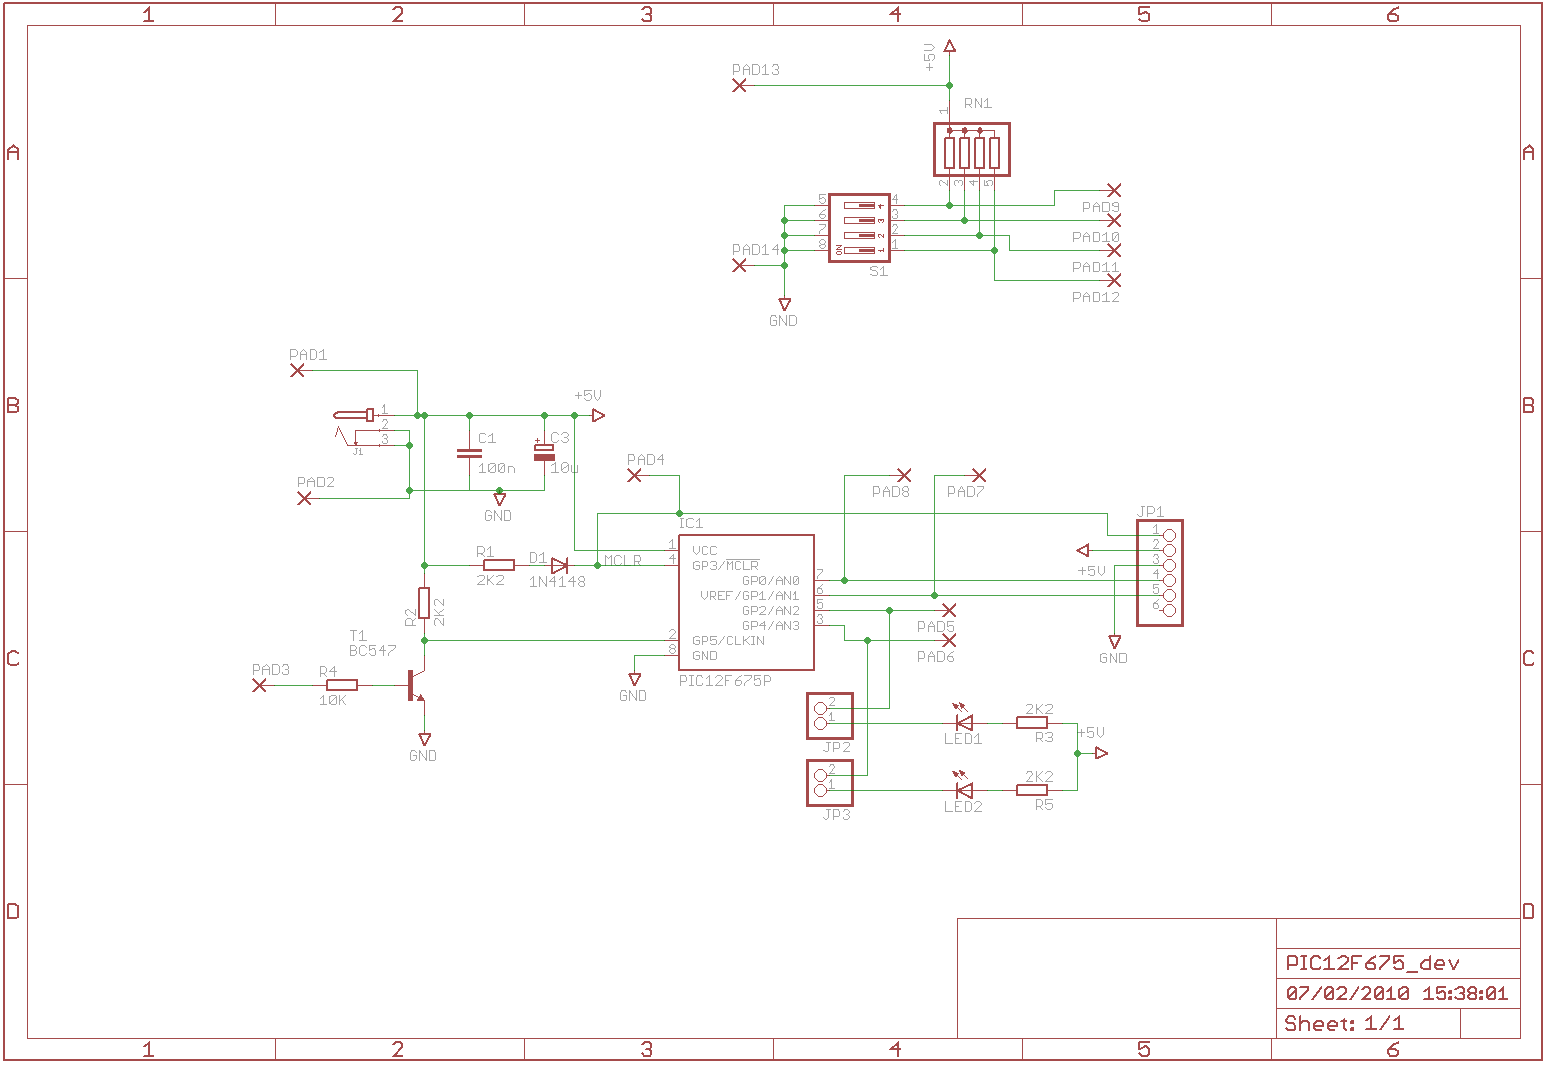 1 2 3 4 5 6
A A
B B
C C
D D
+5V
PAD13
RN1
1
2 3 4 5
5 4
6 3
7 2
8 1
4
3
2
1
ON
S1
PAD9
PAD10
PAD11
PAD12
PAD14
GND
PAD1
1
2
3
J1
PAD2
+5V
C1
100n
+
C3
10u
GND
PAD4
PAD8
PAD7
JP1
1
2
3
4
5
6
+5V
GND
R1
2K2
D1
1N4148
MCLR
IC1
1 VCC
4 GP3/MCLR
GP0/AN0 7
VREF/GP1/AN1 6
GP2/AN2 5
GP4/AN3 3
2 GP5/CLKIN
8 GND
PIC12F675P
GND
PAD5
PAD6
R2
2K2
T1
BC547
PAD3
R4
10K
GND
2
1
JP2
LED1
2K2
R3
+5V
2
1
JP3
LED2
2K2
R5
PIC12F675_dev
07/02/2010 15:38:01
Sheet: 1/1
1 2 3 4 5 6